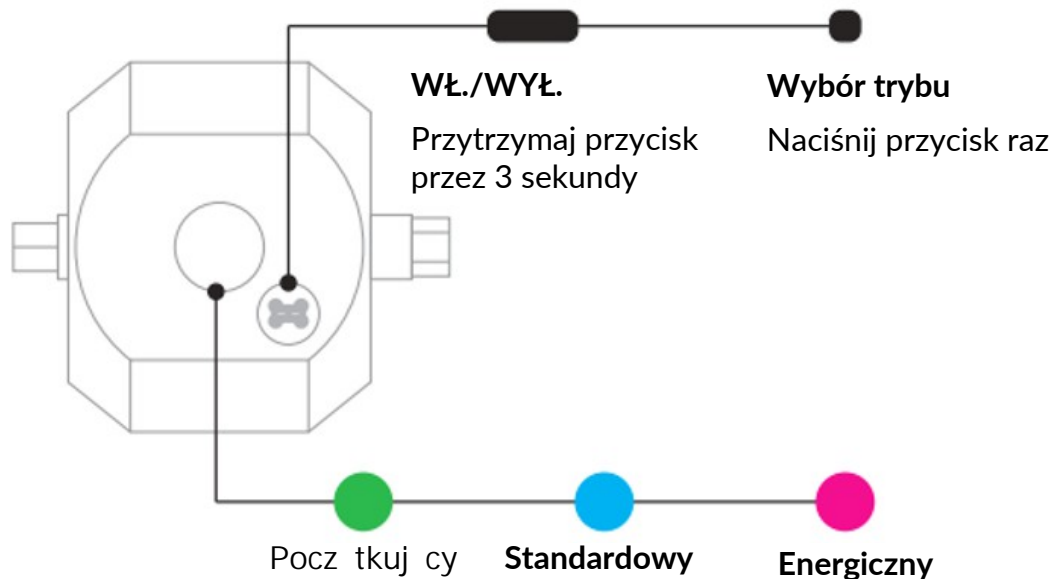 WŁ./WYŁ.
Przytrzymaj przycisk
przez 3 sekundy
Wybór trybu
Naciśnij przycisk raz
Pocz tkuj cy
Standardowy
Energiczny